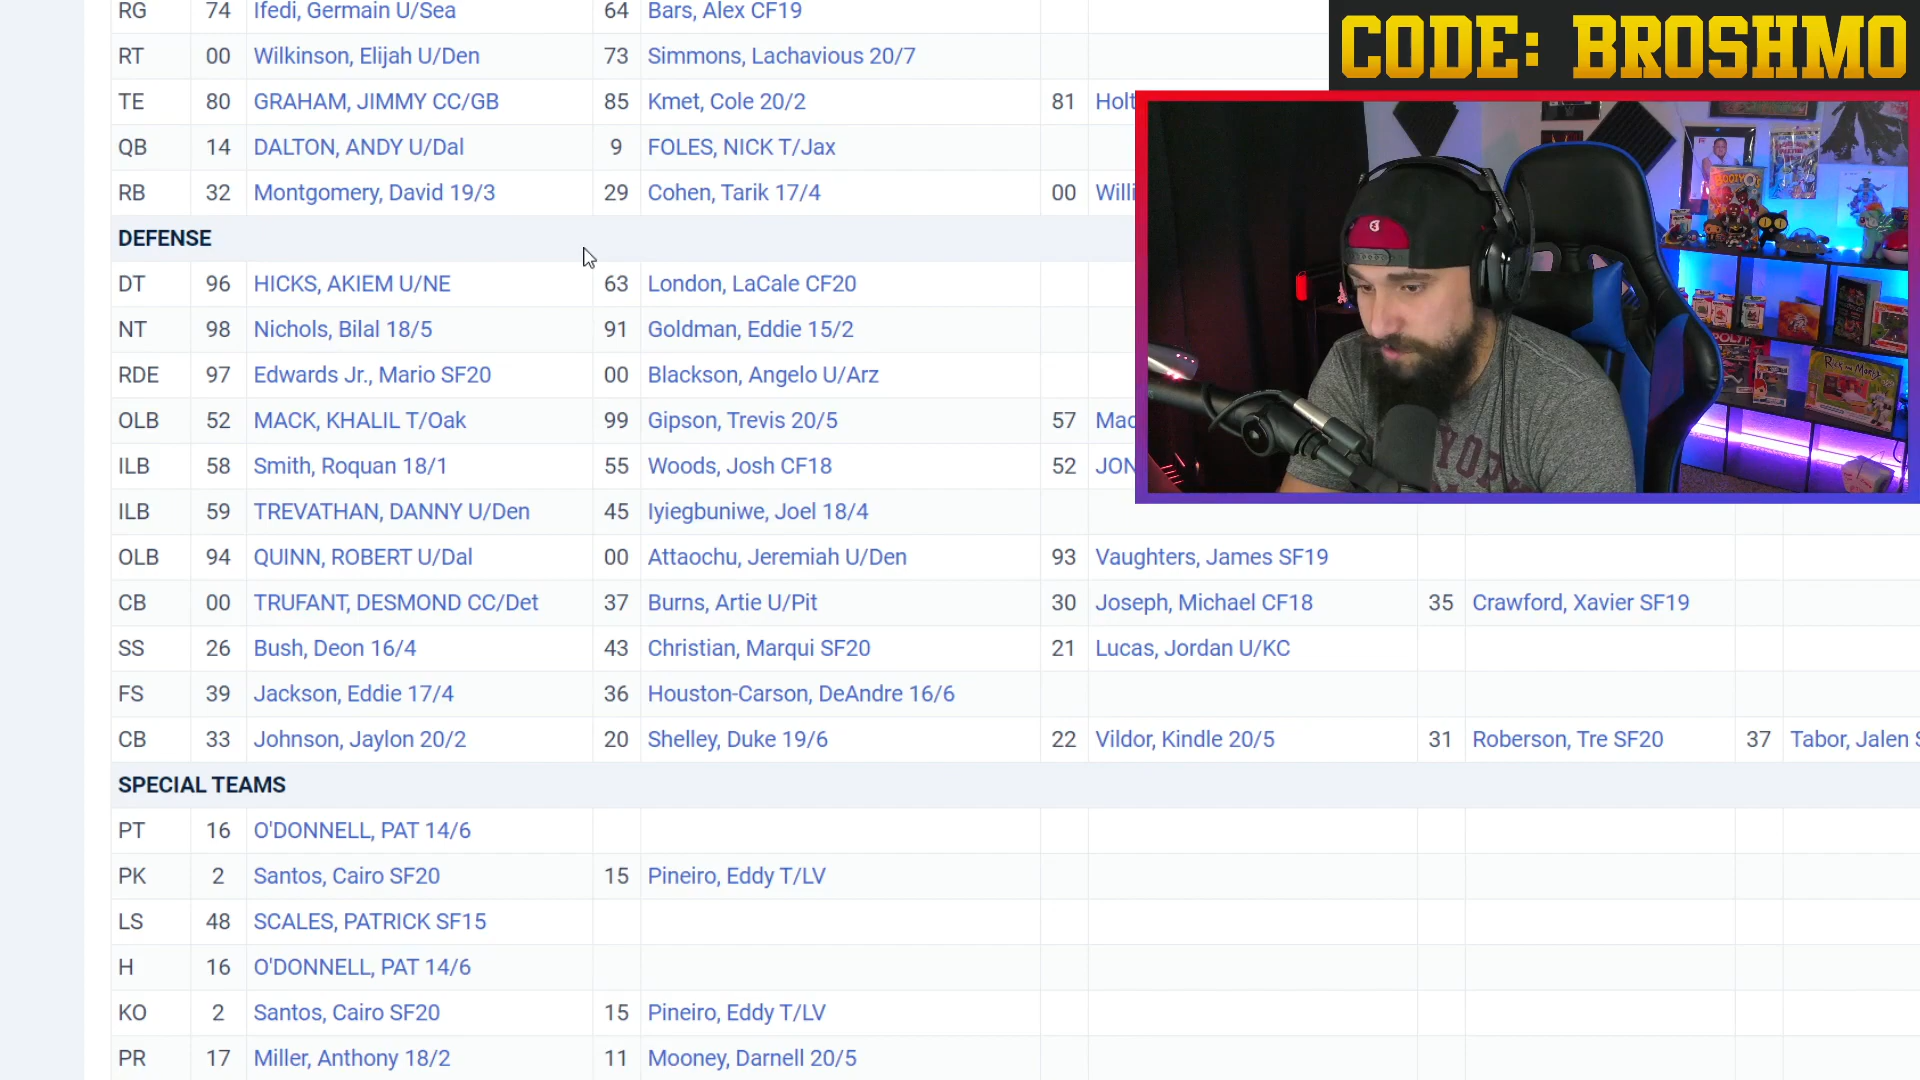 RG 74 Ifedi, Germain U/Sea 64 Bars, Alex CF19
CODE: BROSHMO
RT 00 Wilkinson, Elijah U/Den 73 Simmons, Lachavious 20/7
TE 80 GRAHAM, JIMMY CC/GB 85 Kmet, Cole 20/2 81 Holt
QB 14 DALTON, ANDY U/Dal 9 FOLES, NICK T/Jax
RB 32 Montgomery, David 19/3 29 Cohen, Tarik 17/4 00 Willi
DEFENSE
DT 96 HICKS, AKIEM U/NE 63 London, LaCale CF20
NT 98 Nichols, Bilal 18/5 91 Goldman, Eddie 15/2
RDE 97 Edwards Jr., Mario SF20 00 Blackson, Angelo U/Arz
OLB 52 MACK, KHALIL T/Oak 99 Gipson, Trevis 20/5 57 Mac
ILB 58 Smith, Roquan 18/1 55 Woods, Josh CF18 52 JON
ILB 59 TREVATHAN, DANNY U/Den 45 Iyiegbuniwe, Joel 18/4
OLB 94 QUINN, ROBERT U/Dal 00 Attaochu, Jeremiah U/Den 93 Vaughters, James SF19
CB 00 TRUFANT, DESMOND CC/Det 37 Burns, Artie U/Pit 30 Joseph, Michael CF18 35 Crawford, Xavier SF19
SS 26 Bush, Deon 16/4 43 Christian, Marqui SF20 21 Lucas, Jordan U/KC
FS 39 Jackson, Eddie 17/4 36 Houston-Carson, DeAndre 16/6
CB 33 Johnson, Jaylon 20/2 20 Shelley, Duke 19/6 22 Vildor, Kindle 20/5 31 Roberson, Tre SF20 37 Tabor, Jalen S
SPECIAL TEAMS
PT 16 O'DONNELL, PAT 14/6
PK 2 Santos, Cairo SF20 15 Pineiro, Eddy T/LV
LS 48 SCALES, PATRICK SF15
H 16 O'DONNELL, PAT 14/6
KO 2 Santos, Cairo SF20 15 Pineiro, Eddy T/LV
PR 17 Miller, Anthony 18/2 11 Mooney, Darnell 20/5